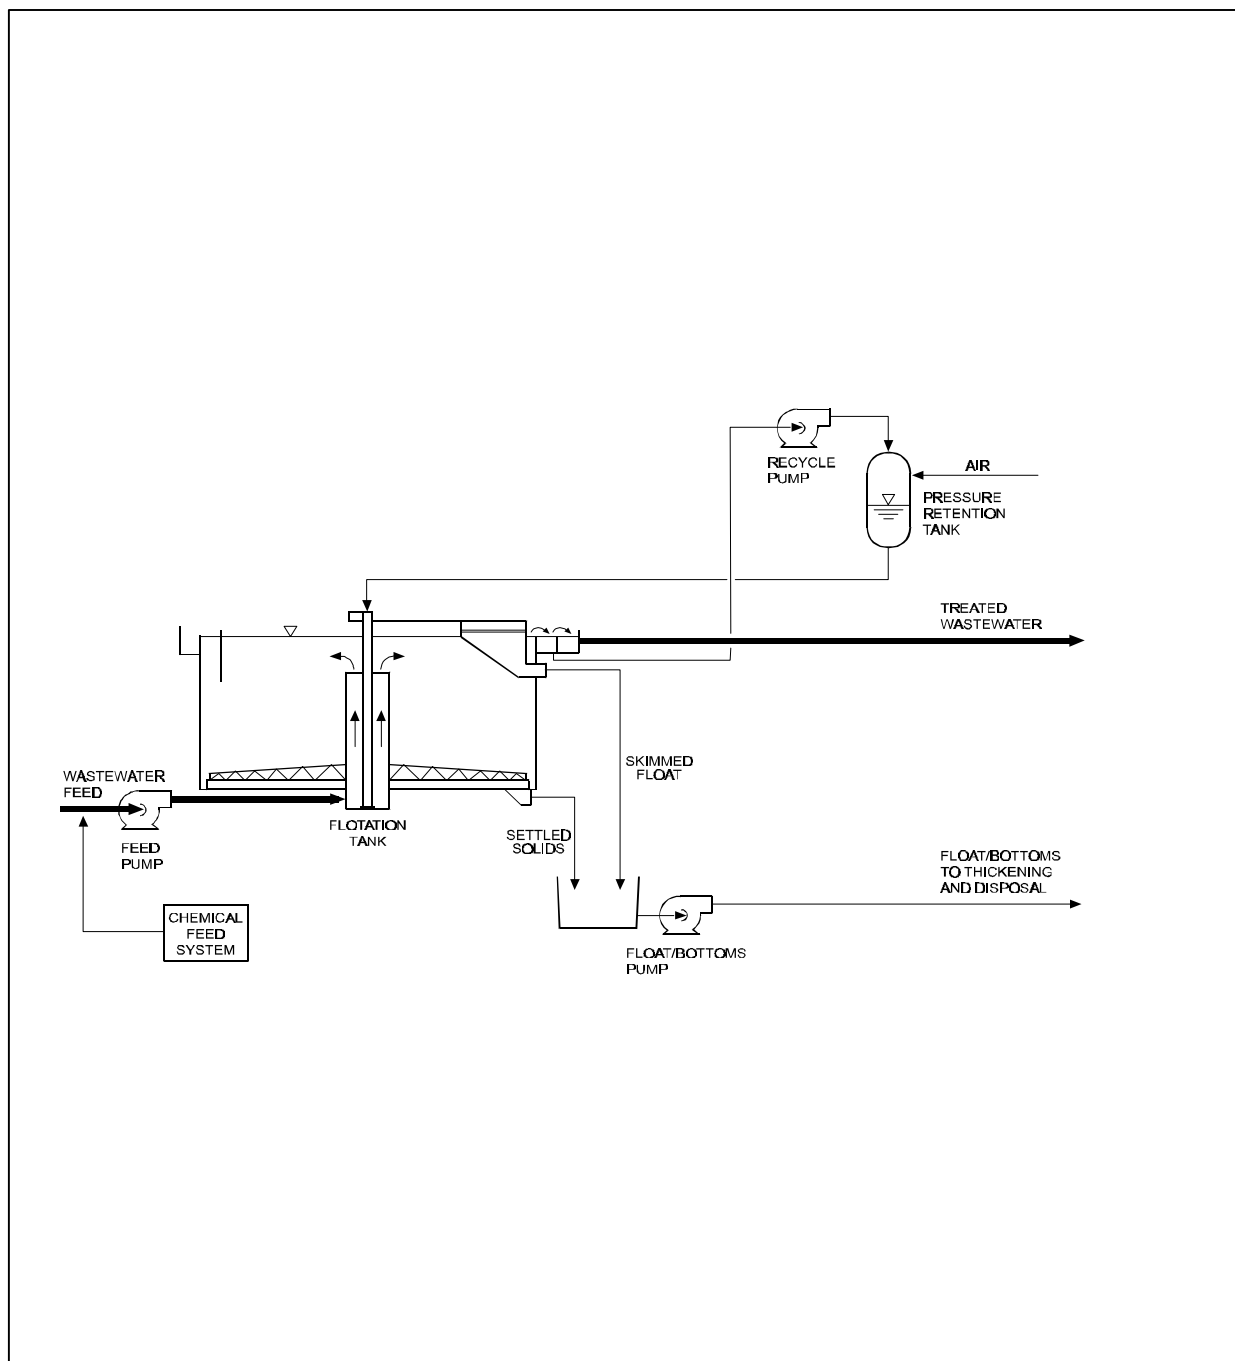 RECYCLE
PUMP
AIR
PRESSURE
RETENTION
TANK
TREATED
WASTEWATER
SKIMMED
FLOAT
WASTEWATER
FEED
FLOTATION
TANK
SETTLED
SOLIDS
FEED
PUMP
FLOAT/BOTTOMS
TO THICKENING
AND DISPOSAL
CHEMICAL
FEED
SYSTEM
FLOAT/BOTTOMS
PUMP